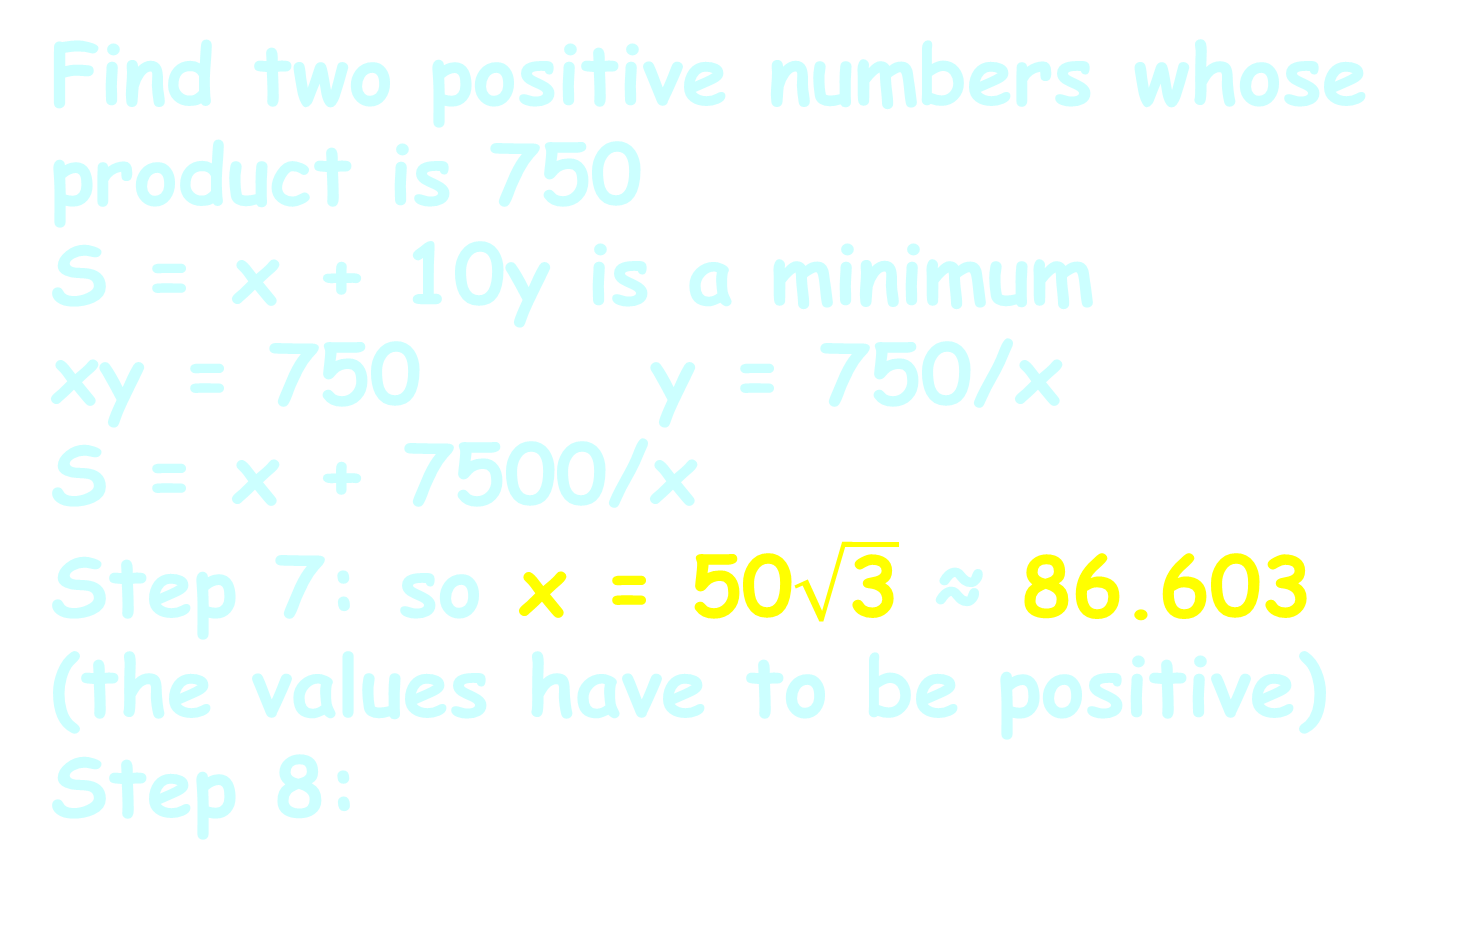 Find two positive numbers whose
product is 750
S = x + 10y is a minimum
xy = 750 y = 750/x
S = x + 7500/x
Step 7: so x = 50√3 ≈ 86.603
(the values have to be positive)
Step 8: